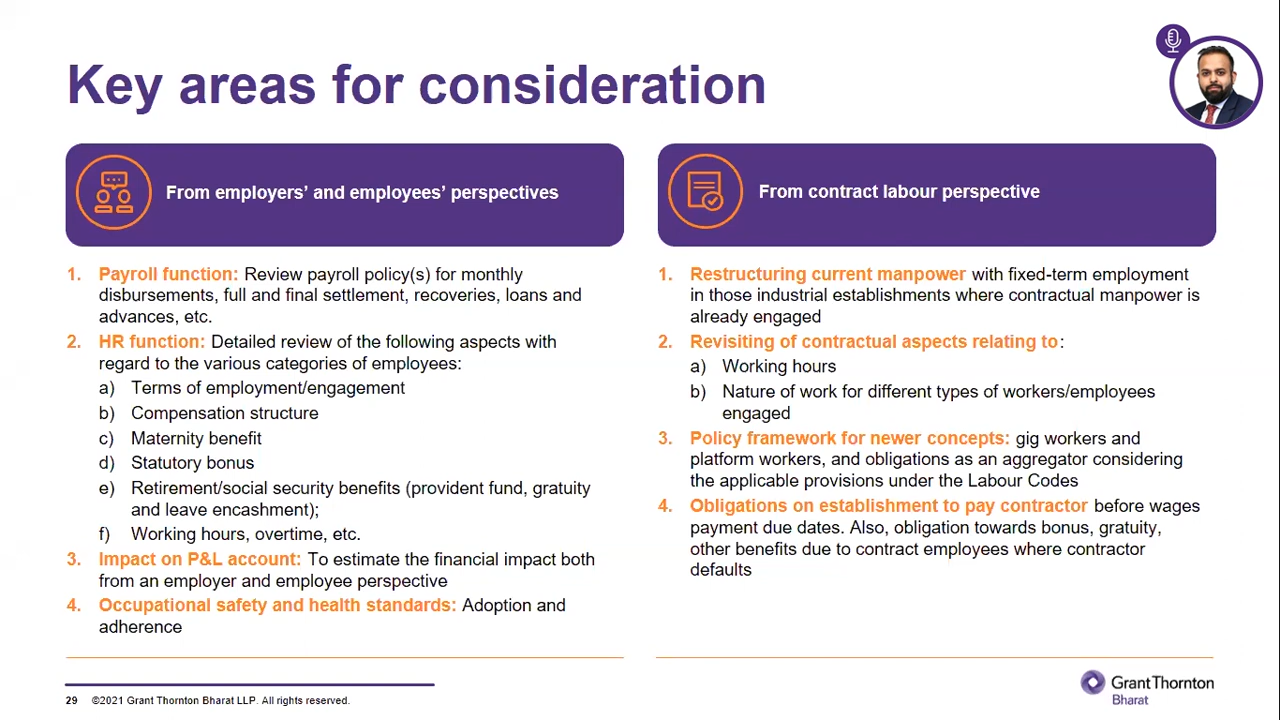 Key areas for consideration
From employers’ and employees’ perspectives
1. Payroll function: Review payroll policy(s) for monthly
disbursements, full and final settlement, recoveries, loans and
advances, etc.
2. HR function: Detailed review of the following aspects with
regard to the various categories of employees:
a) Terms of employment/engagement
b) Compensation structure
c) Maternity benefit
d) Statutory bonus
e) Retirement/social security benefits (provident fund, gratuity
and leave encashment);
f) Working hours, overtime, etc.
3. Impact on P&L account: To estimate the financial impact both
from an employer and employee perspective
4. Occupational safety and health standards: Adoption and
adherence
From contract labour perspective
1. Restructuring current manpower with fixed-term employment
in those industrial establishments where contractual manpower is
already engaged
2. Revisiting of contractual aspects relating to:
a) Working hours
b) Nature of work for different types of workers/employees
engaged
3. Policy framework for newer concepts: gig workers and
platform workers, and obligations as an aggregator considering
the applicable provisions under the Labour Codes
4. Obligations on establishment to pay contractor before wages
payment due dates. Also, obligation towards bonus, gratuity,
other benefits due to contract employees where contractor
defaults
29 ©2021 Grant Thornton Bharat LLP. All rights reserved.
GrantThornton
Bharat